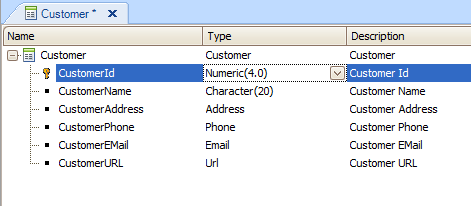 Customer *
Name Type Description
Customer Customer Customer
CustomerId Numeric(4.0) Customer Id
CustomerName Character(20) Customer Name
CustomerAddress Address Customer Address
CustomerPhone Phone Customer Phone
CustomerEMail Email Customer EMail
CustomerURL Url Customer URL